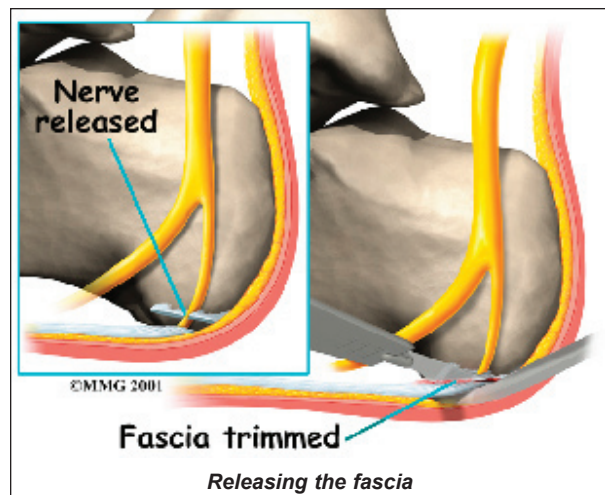 Nerve
released
©MMG 2001
Fascia trimmed
Releasing the fascia